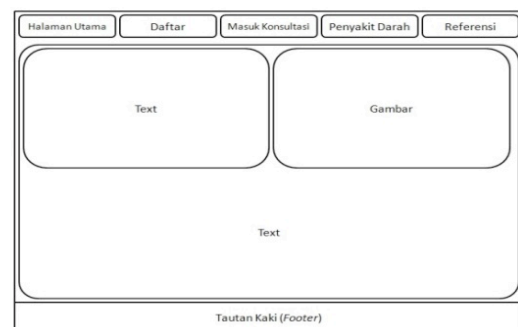 Halaman Utama
Daftar
Masuk Konsultasi
Penyakit Darah
Referensi
Text
Gambar
Text
Tautan Kaki (Footer)